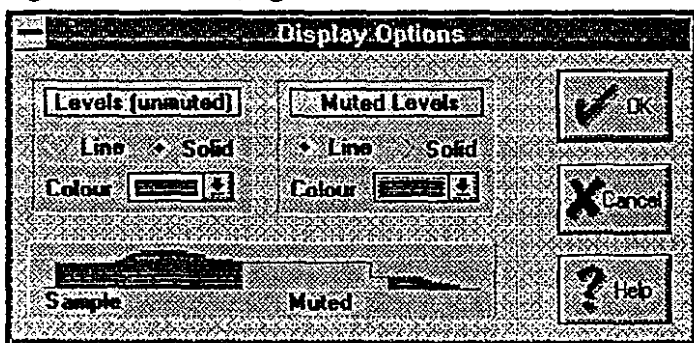 Display Options
Levels (unmuted)
Line Solid
Colour
Muted Levels
Line Solid
Colour
Sample Muted
OK
Cancel
Help